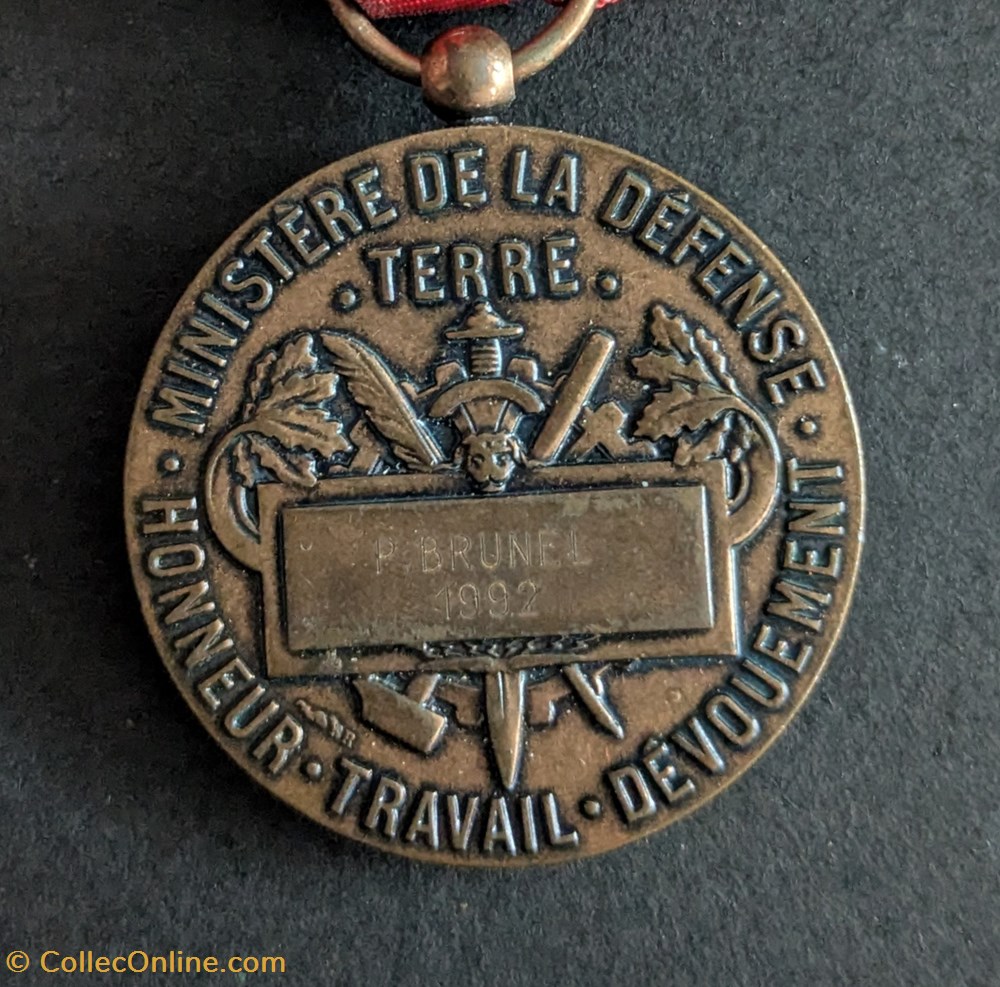 · MINISTÈRE DE LA DÉFENSE ·
· TERRE ·
P. BRUNEL
1992
HONNEUR · TRAVAIL · DÉVOUEMENT
© CollecOnline.com